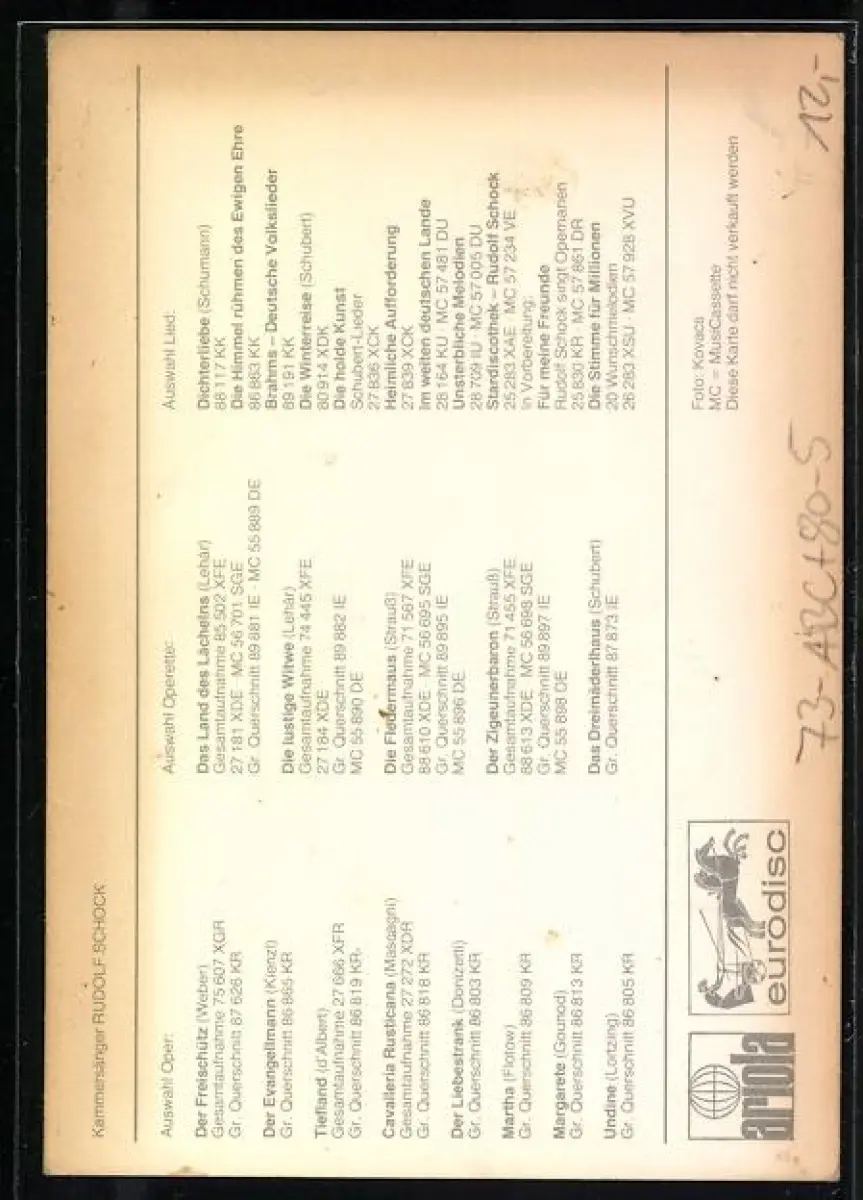 Kammersänger RUDOLF SCHOCK
Auswahl Oper:
Der Freischütz (Weber)
Gesamtaufnahme 75 607 XGR
Gr. Querschnitt 87 626 KR
Der Evangelimann (Kienzl)
Gr. Querschnitt 86 865 KR
Tiefland (d'Albert)
Gesamtaufnahme 27 666 XFR
Gr. Querschnitt 86 819 KR
Cavalleria Rusticana (Mascagni)
Gesamtaufnahme 27 272 XDR
Gr. Querschnitt 86 818 KR
Der Liebestrank (Donizetti)
Gr. Querschnitt 86 803 KR
Martha (Flotow)
Gr. Querschnitt 86 809 KR
Margarete (Gounod)
Gr. Querschnitt 86 813 KR
Undine (Lortzing)
Gr. Querschnitt 86 805 KR
Auswahl Operette:
Das Land des Lächelns (Lehár)
Gesamtaufnahme 85 502 XFE
27 181 XDE · MC 56 701 SGE
Gr. Querschnitt 89 881 IE · MC 55 889 DE
Die lustige Witwe (Lehár)
Gesamtaufnahme 74 445 XFE
27 184 XDE
Gr. Querschnitt 89 882 IE
MC 55 890 DE
Die Fledermaus (Strauß)
Gesamtaufnahme 71 567 XFE
88 610 XDE · MC 56 695 SGE
Gr. Querschnitt 89 895 IE
MC 55 896 DE
Der Zigeunerbaron (Strauß)
Gesamtaufnahme 71 455 XFE
88 613 XDE · MC 56 698 SGE
Gr. Querschnitt 89 897 IE
MC 55 898 DE
Das Dreimäderlhaus (Schubert)
Gr. Querschnitt 87 873 IE
Auswahl Lied:
Dichterliebe (Schumann)
88 117 KK
Die Himmel rühmen des Ewigen Ehre
86 883 KK
Brahms – Deutsche Volkslieder
89 191 KK
Die Winterreise (Schubert)
80 914 XDK
Die holde Kunst
Schubert-Lieder
27 836 XCK
Heimliche Aufforderung
27 839 XCK
Im weiten deutschen Lande
28 164 KU · MC 57 481 DU
Unsterbliche Melodien
28 709 IU · MC 57 005 DU
Stardiscothek – Rudolf Schock
25 283 XAE · MC 57 234 VE
In Vorbereitung:
Für meine Freunde
Rudolf Schock singt Opernarien
25 830 KR · MC 57 861 DR
Die Stimme für Millionen
20 Wunschmelodien
26 283 XSU · MC 57 928 XVU
ariola
eurodisc
Foto: Kovaca
MC = MusiCassette
Diese Karte darf nicht verkauft werden
73-ABC+80-5
12,-